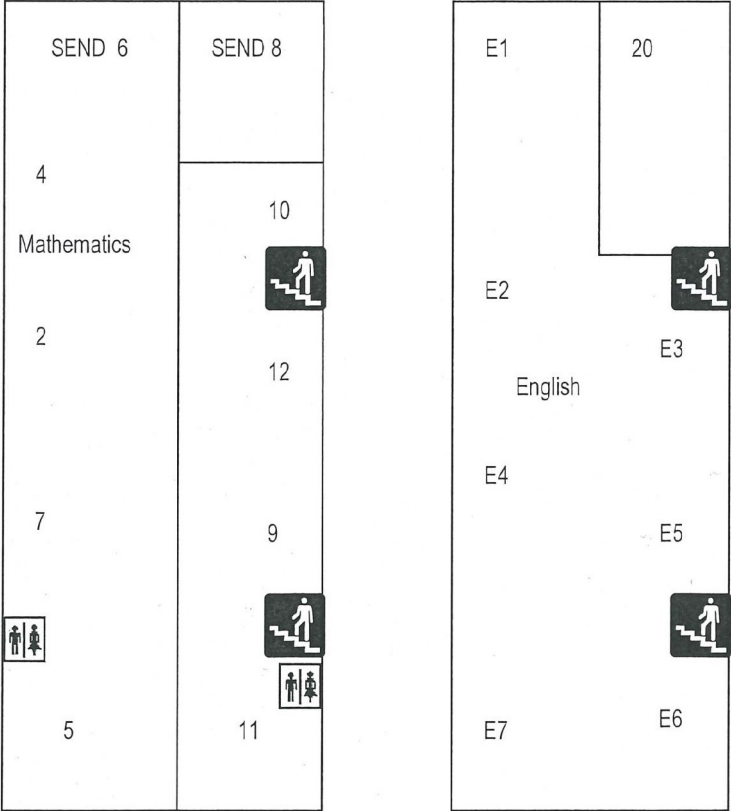 SEND 6
SEND 8
4
10
Mathematics
2
12
7
9
5
11
E1
20
E2
E3
English
E4
E5
E7
E6